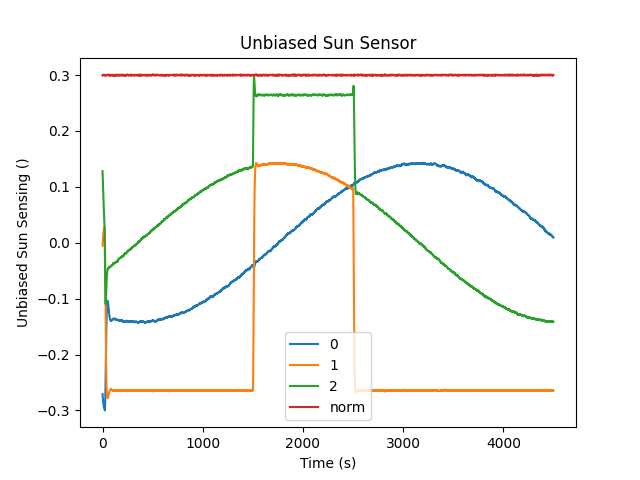 Unbiased Sun Sensor
Unbiased Sun Sensing ()
0.3
0.2
0.1
0.0
−0.1
−0.2
−0.3
0
1
2
norm
0 1000 2000 3000 4000
Time (s)